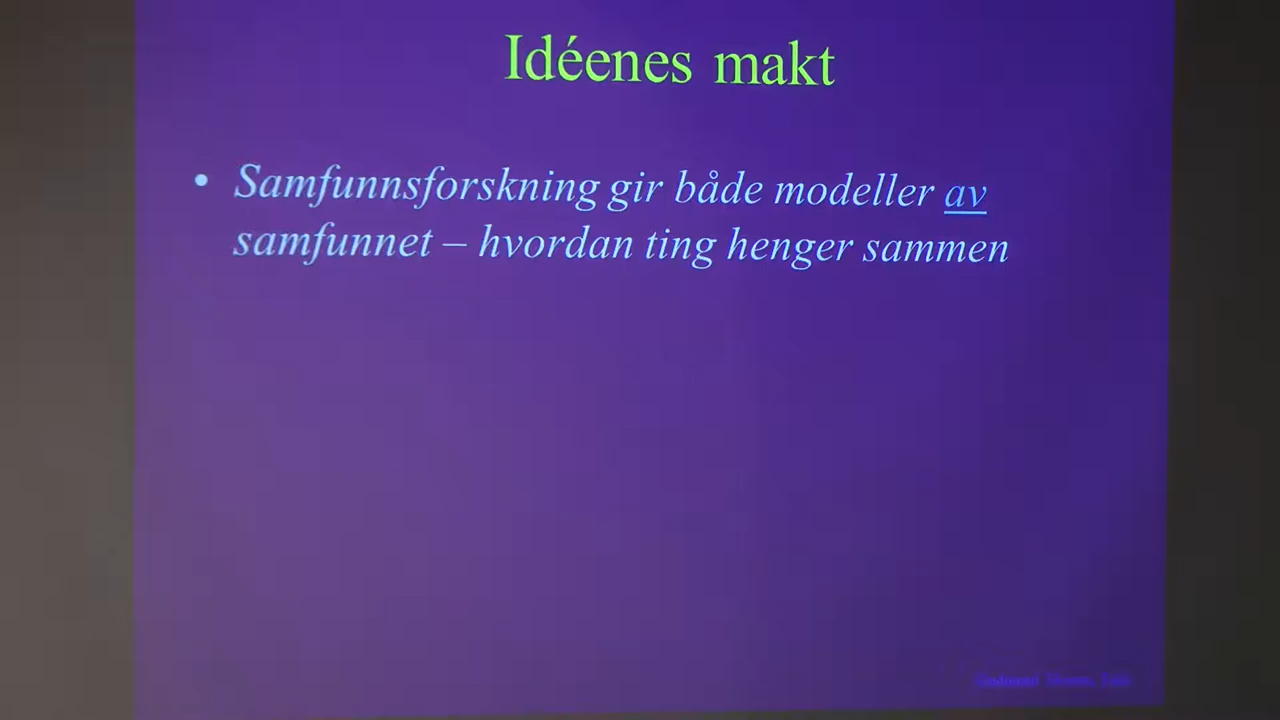 Idéenes makt
• Samfunnsforskning gir både modeller av
samfunnet – hvordan ting henger sammen